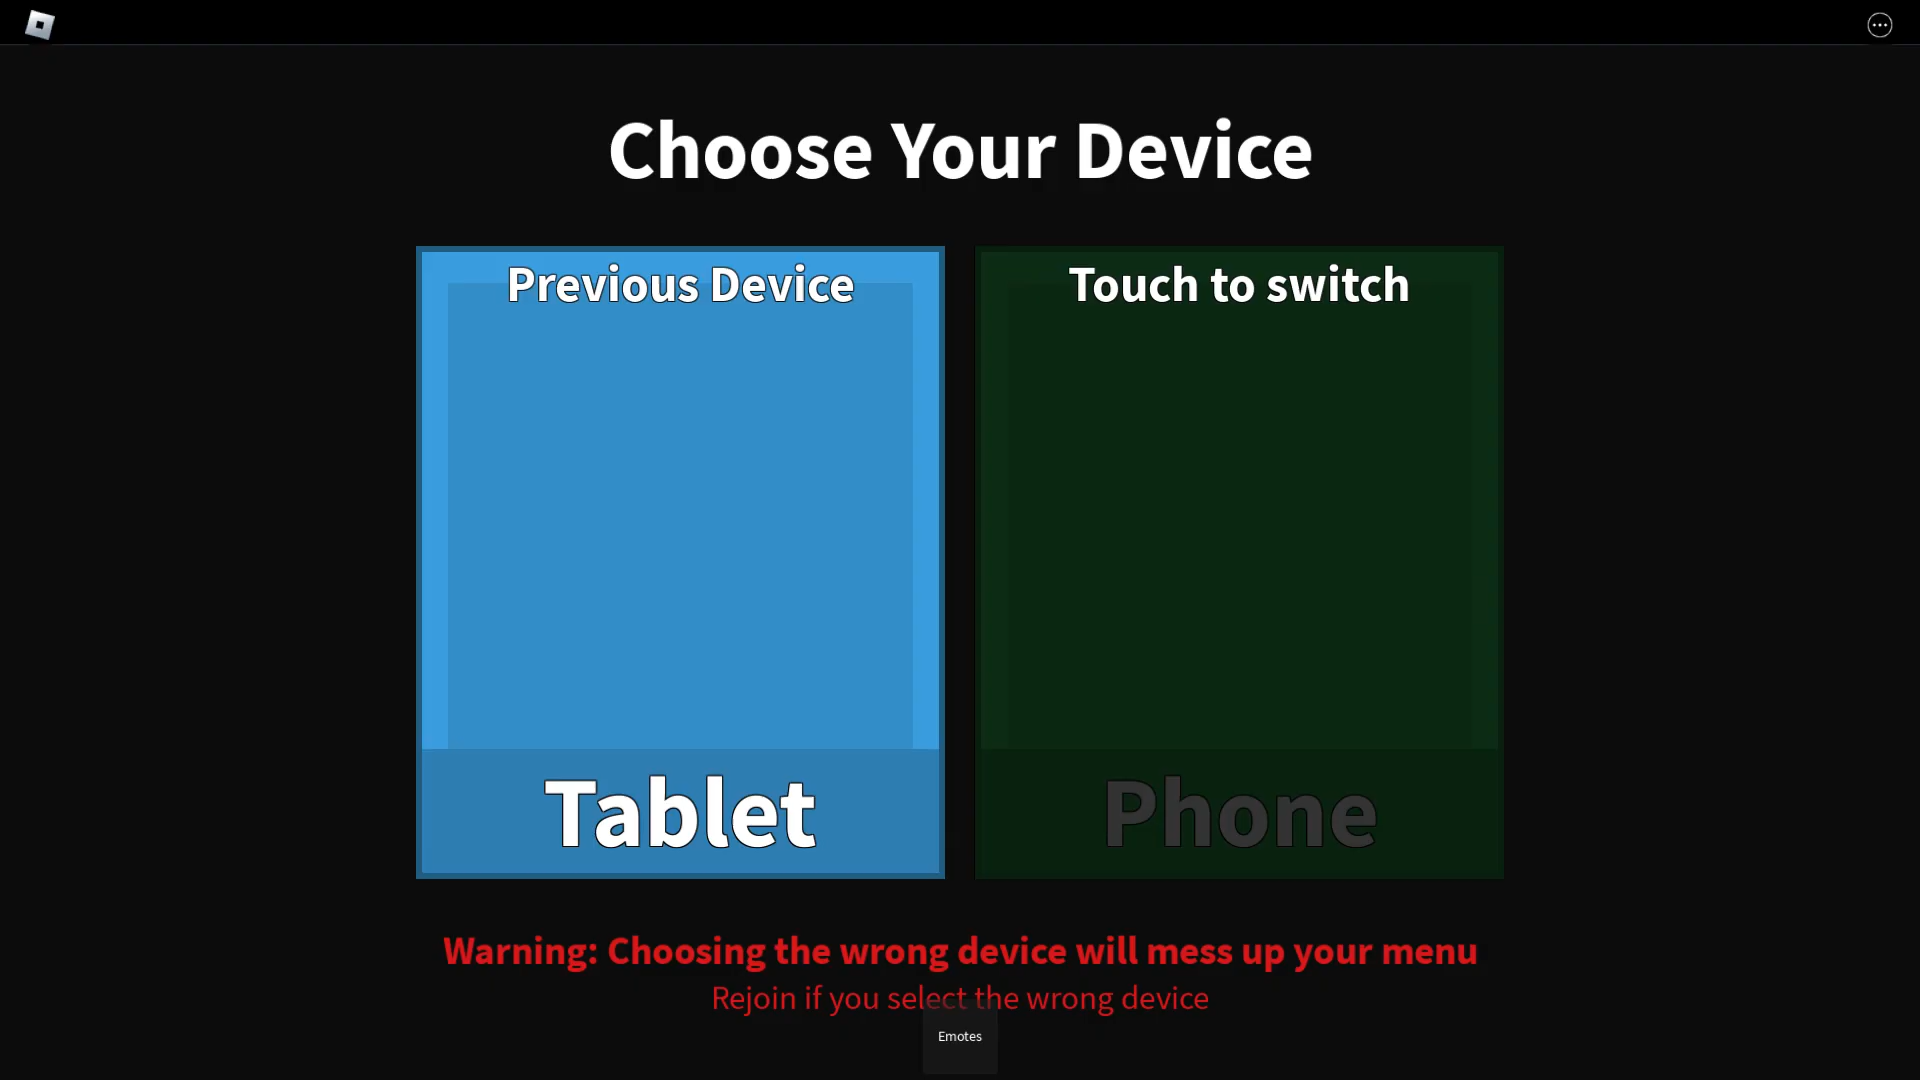 Choose Your Device
Previous Device
Touch to switch
Tablet
Phone
Warning: Choosing the wrong device will mess up your menu
Rejoin if you select the wrong device
Emotes